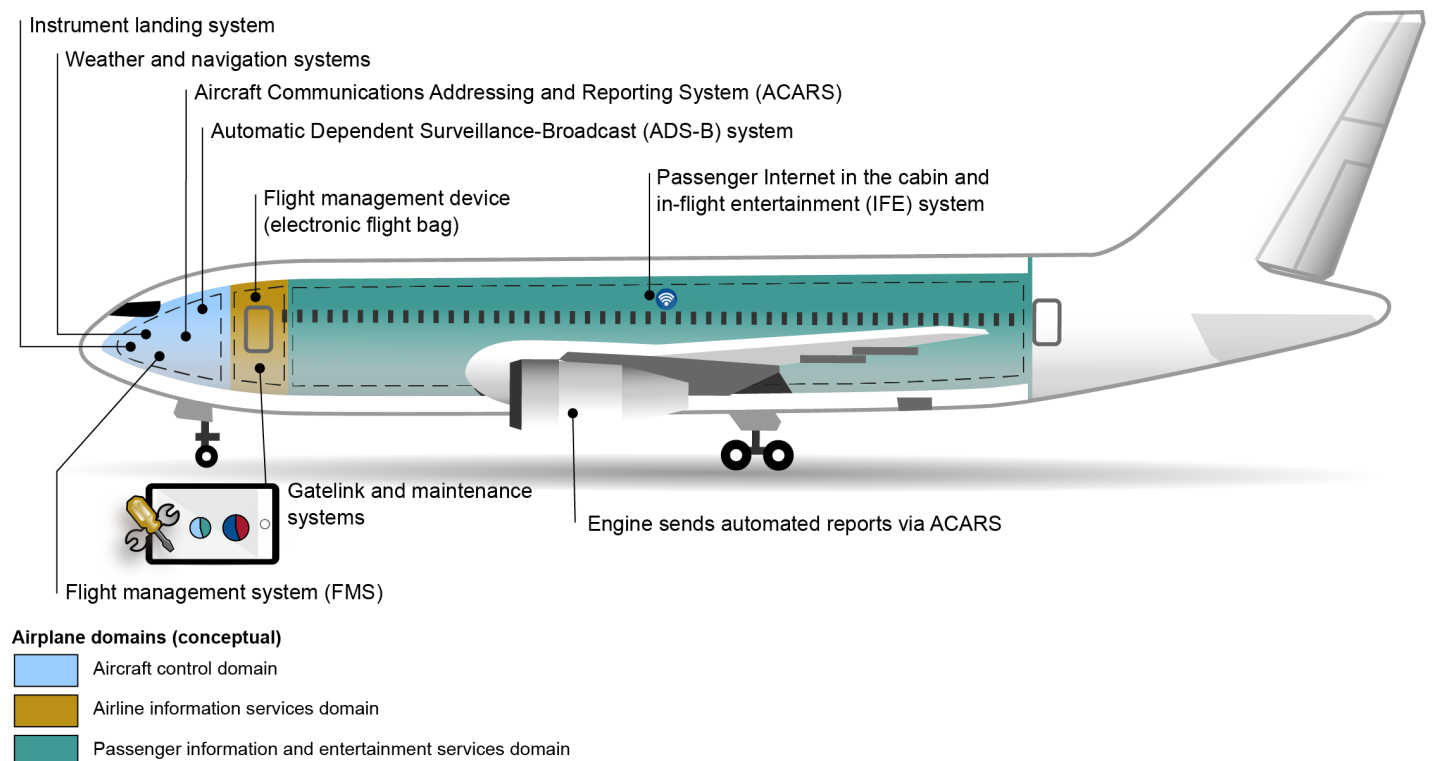 Instrument landing system
Weather and navigation systems
Aircraft Communications Addressing and Reporting System (ACARS)
Automatic Dependent Surveillance-Broadcast (ADS-B) system
Flight management device
(electronic flight bag)
Passenger Internet in the cabin and
in-flight entertainment (IFE) system
Gatelink and maintenance
systems
Engine sends automated reports via ACARS
Flight management system (FMS)
Airplane domains (conceptual)
Aircraft control domain
Airline information services domain
Passenger information and entertainment services domain